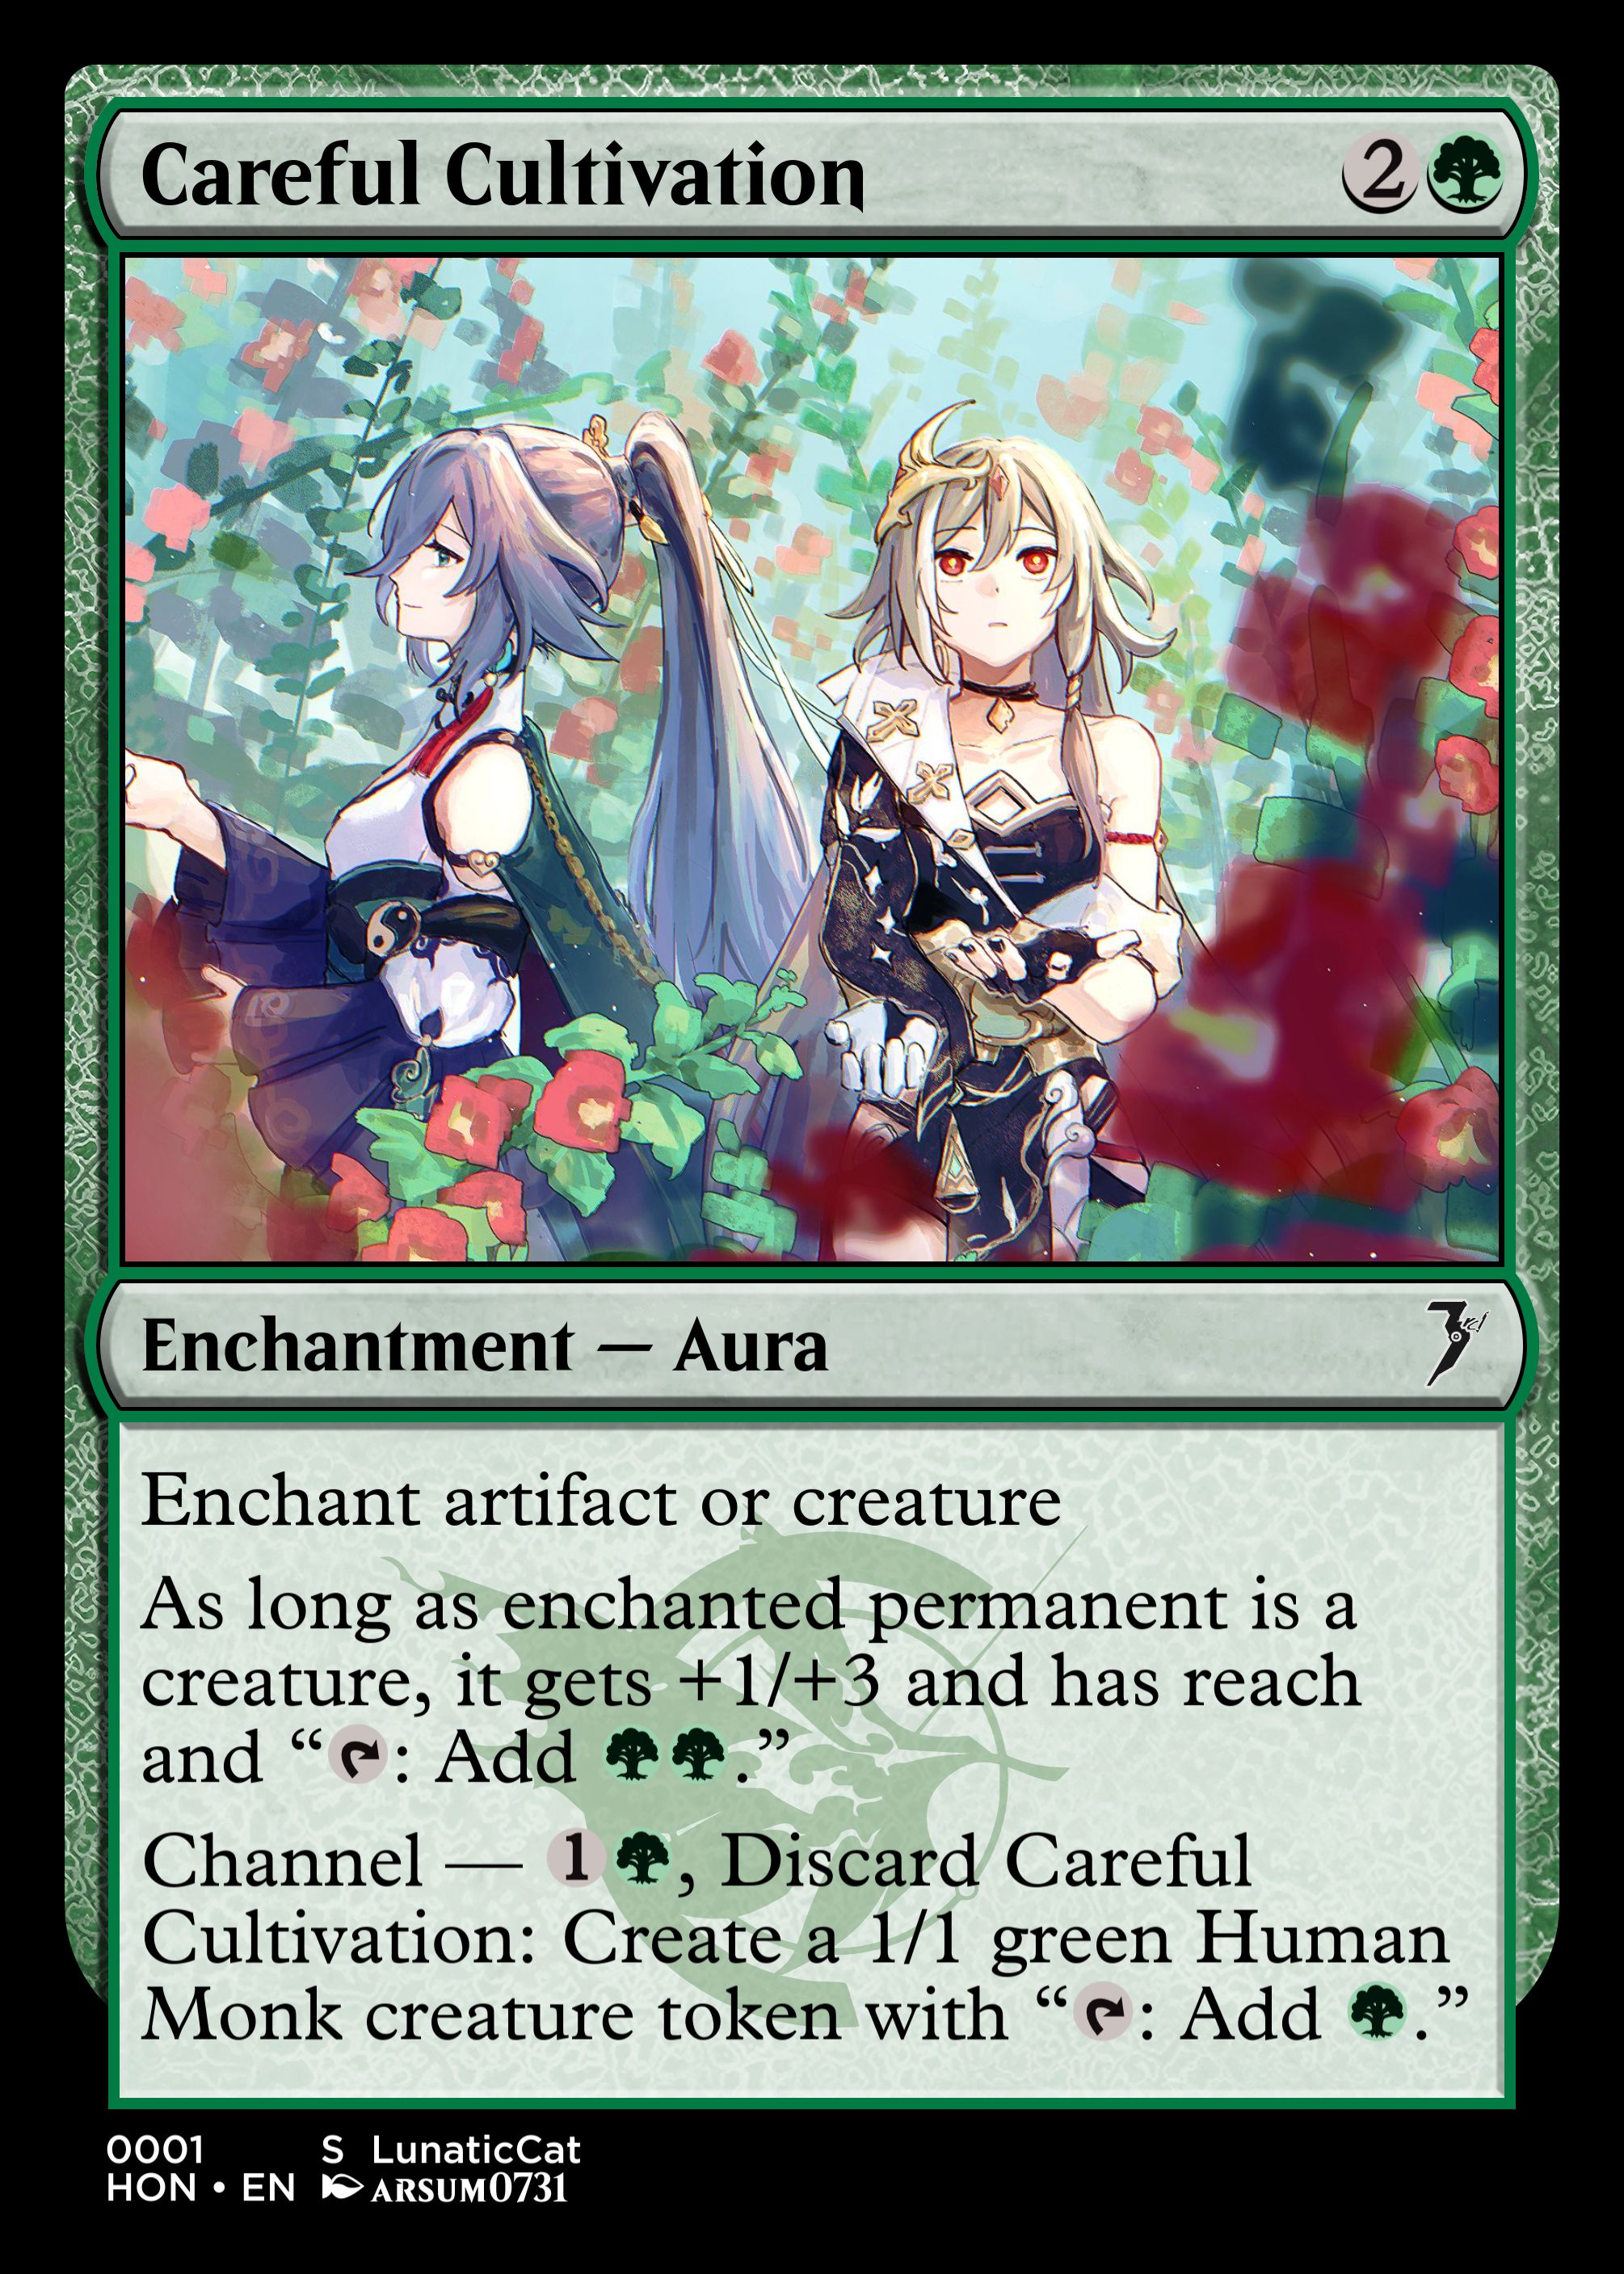 Careful Cultivation 2
Enchantment — Aura 3rd
Enchant artifact or creature
As long as enchanted permanent is a
creature, it gets +1/+3 and has reach
and “: Add .”
Channel — 1, Discard Careful
Cultivation: Create a 1/1 green Human
Monk creature token with “: Add .”
0001 S LunaticCat
HON • EN ARSUM0731